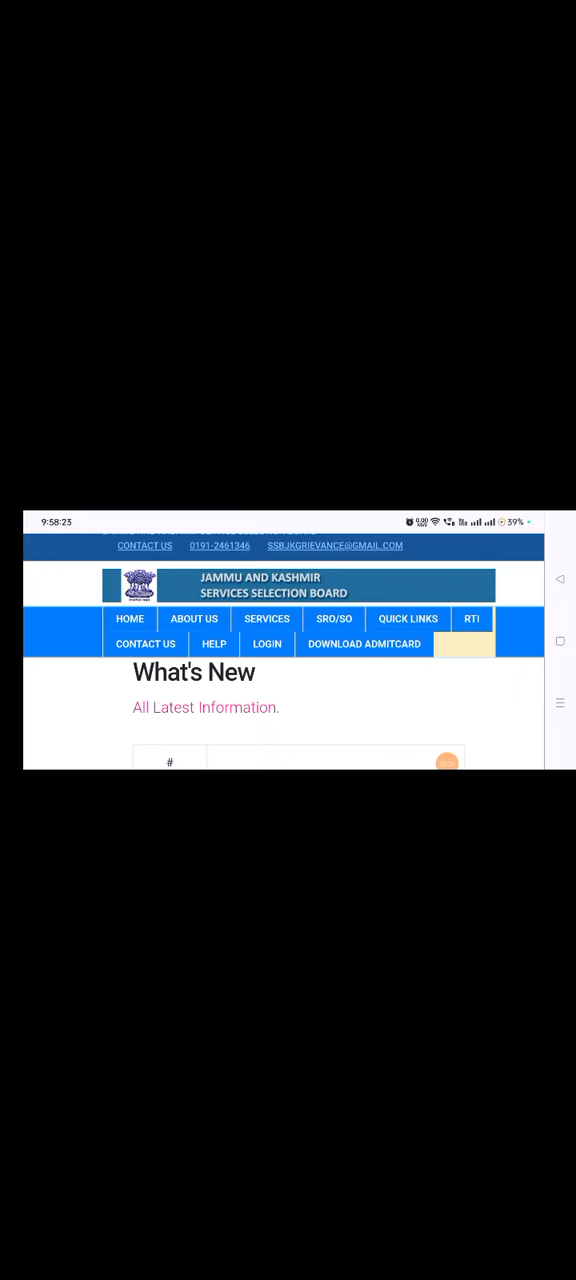 9:58:23
39%
CONTACT US 0191-2461346 SSBJKGRIEVANCE@GMAIL.COM
JAMMU AND KASHMIR
SERVICES SELECTION BOARD
HOME ABOUT US SERVICES SRO/SO QUICK LINKS RTI
CONTACT US HELP LOGIN DOWNLOAD ADMITCARD
What's New
All Latest Information.
#